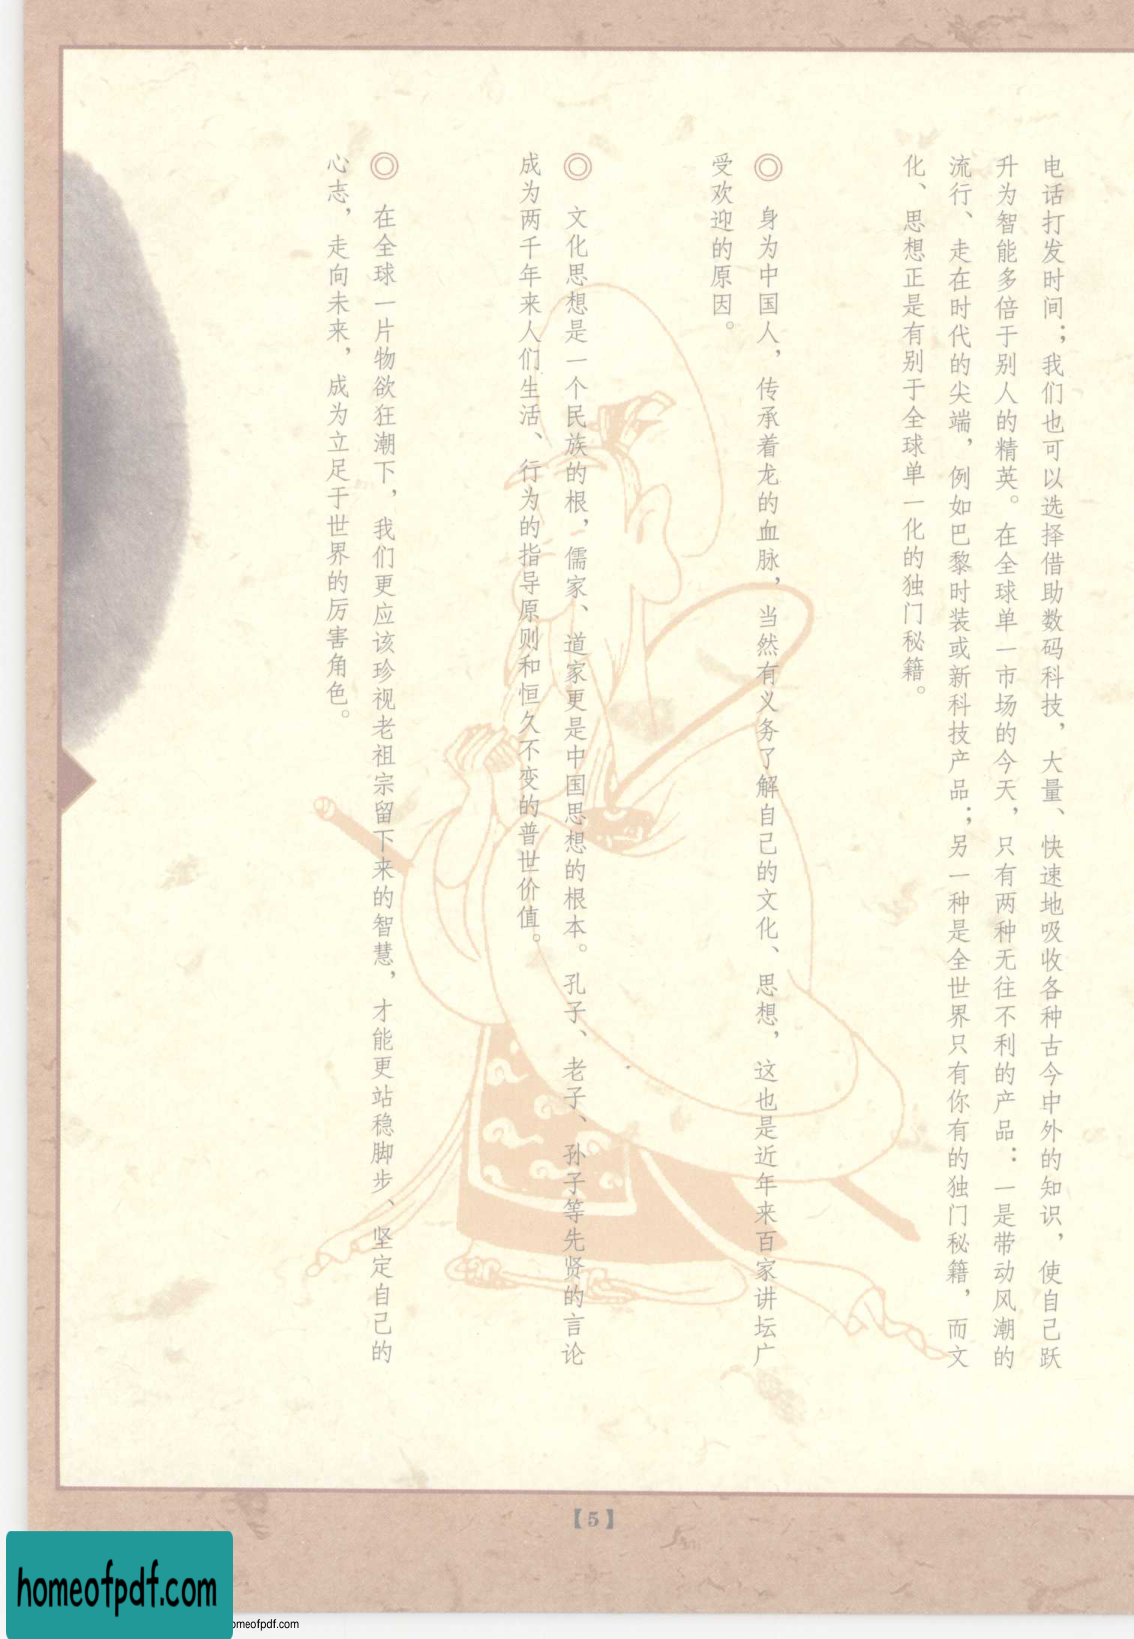 电话打发时间；我们也可以选择借助数码科技，大量、快速地吸收各种古今中外的知识，使自己跃
升为智能多倍于别人的精英。在全球单一市场的今天，只有两种无往不利的产品：一是带动风潮的
流行、走在时代的尖端，例如巴黎时装或新科技产品；另一种是全世界只有你有的独门秘籍，而文
化、思想正是有别于全球单一化的独门秘籍。
◎ 身为中国人，传承着龙的血脉，当然有义务了解自己的文化、思想，这也是近年来百家讲坛广
受欢迎的原因。
◎ 文化思想是一个民族的根，儒家、道家更是中国思想的根本。孔子、老子、孙子等先贤的言论
成为两千年来人们生活、行为的指导原则和恒久不变的普世价值。
◎ 在全球一片物欲狂潮下，我们更应该珍视老祖宗留下来的智慧，才能更站稳脚步、坚定自己的
心志，走向未来，成为立足于世界的厉害角色。
【5】
homeofpdf.com
omeofpdf.com